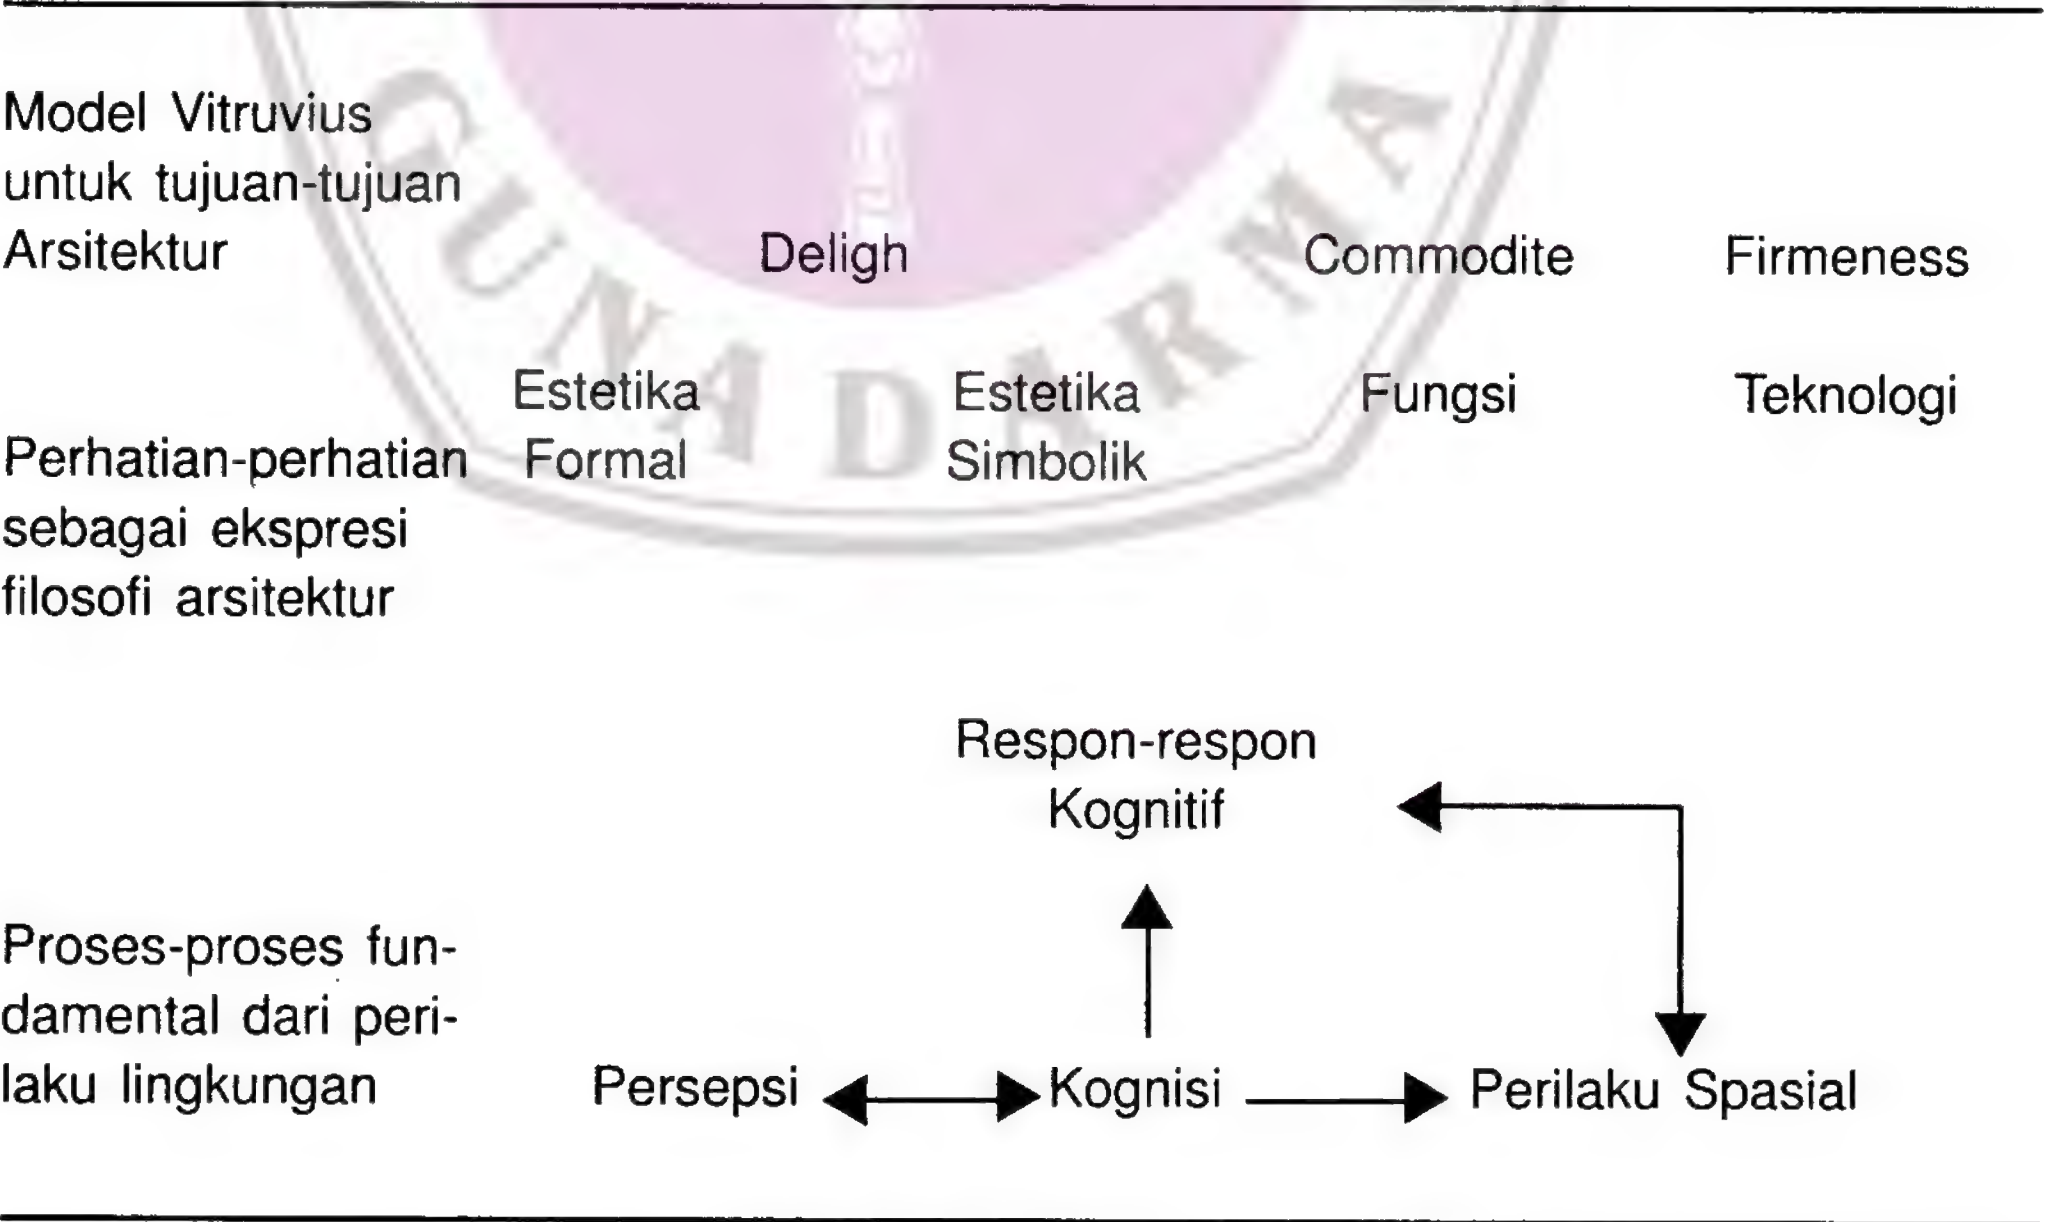 Model Vitruvius
untuk tujuan-tujuan
Arsitektur
Deligh
Commodite
Firmeness
Perhatian-perhatian
sebagai ekspresi
filosofi arsitektur
Estetika
Formal
Estetika
Simbolik
Fungsi
Teknologi
Proses-proses fun-
damental dari peri-
laku lingkungan
Respon-respon
Kognitif
Persepsi
Kognisi
Perilaku Spasial
GUNADARMA